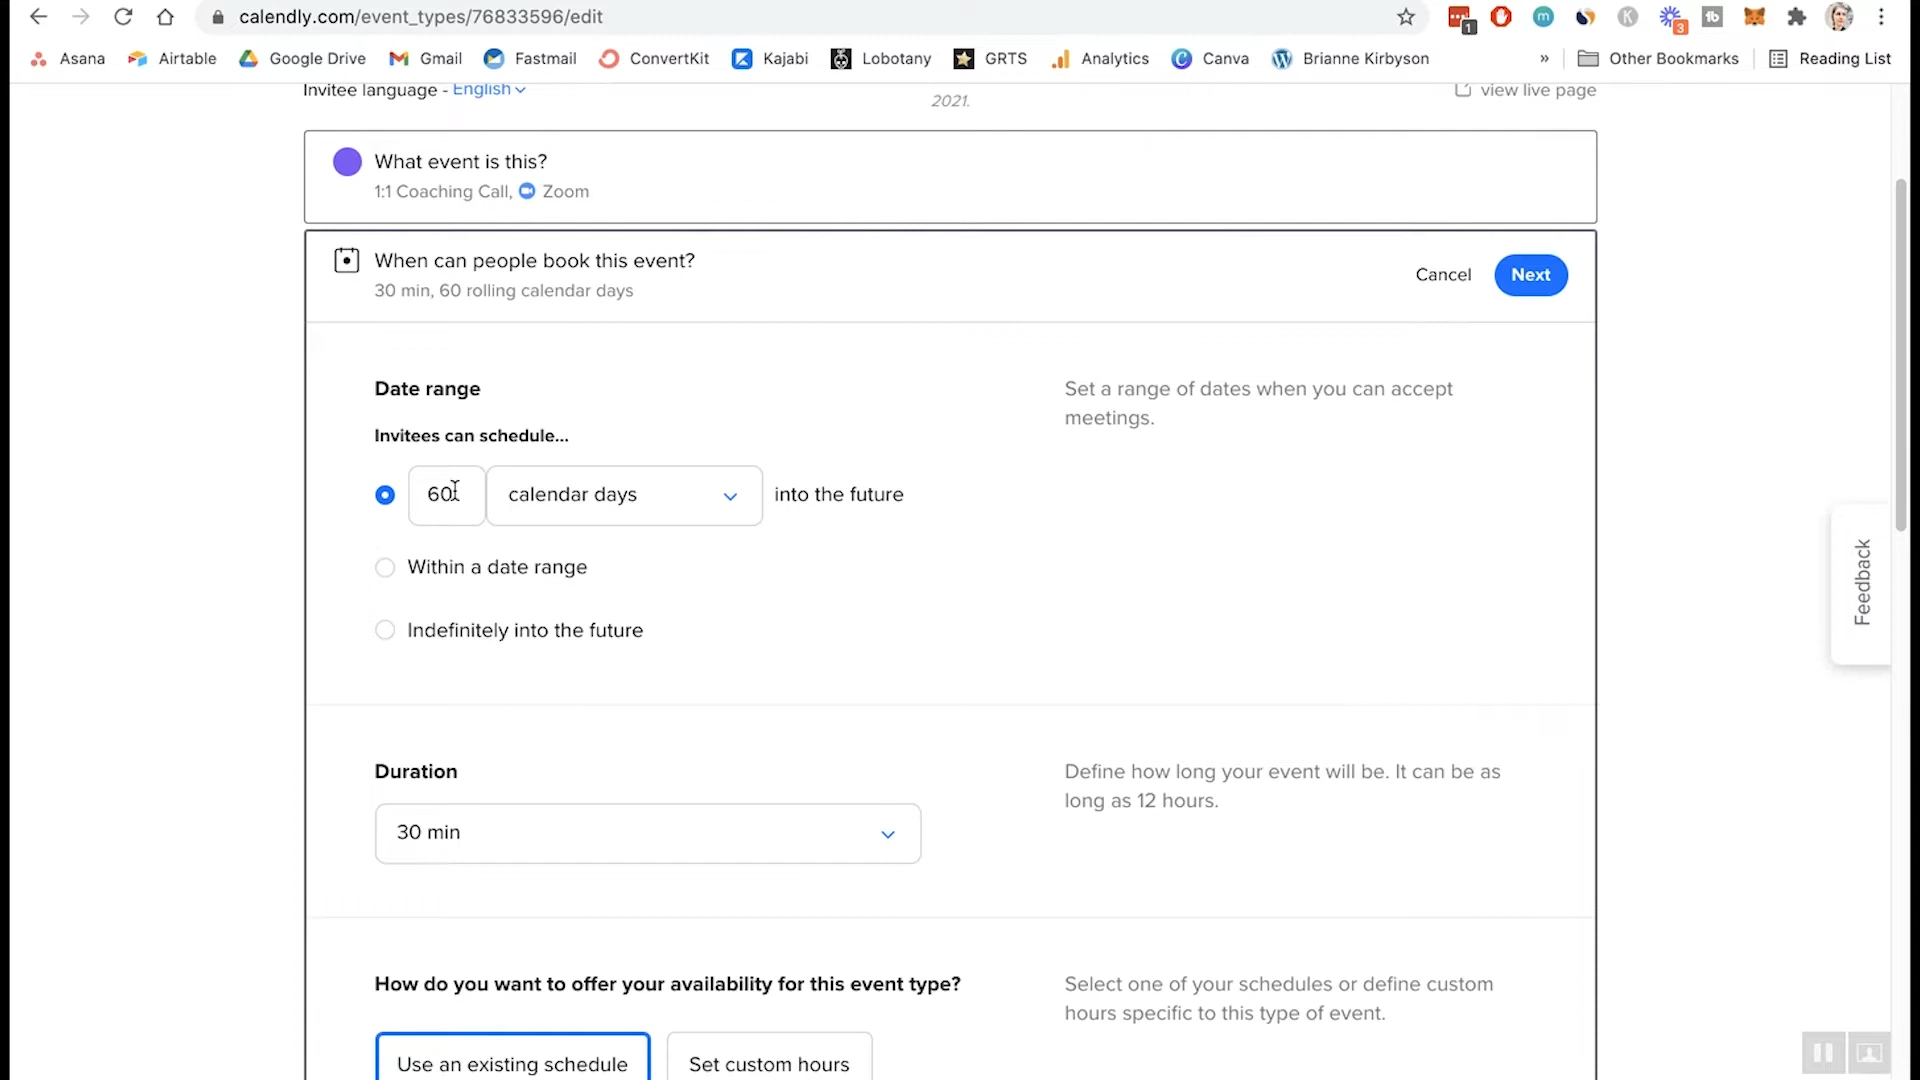 calendly.com/event_types/76833596/edit
1
m
K
3
tb
Asana
Airtable
Google Drive
Gmail
Fastmail
ConvertKit
Kajabi
Lobotany
GRTS
Analytics
Canva
Brianne Kirbyson
»
Other Bookmarks
Reading List
Invitee language - English
2021.
view live page
What event is this?
1:1 Coaching Call, Zoom
When can people book this event?
30 min, 60 rolling calendar days
Cancel
Next
Date range
Set a range of dates when you can accept
meetings.
Invitees can schedule...
60 calendar days into the future
Within a date range
Indefinitely into the future
Feedback
Duration
Define how long your event will be. It can be as
long as 12 hours.
30 min
How do you want to offer your availability for this event type?
Select one of your schedules or define custom
hours specific to this type of event.
Use an existing schedule
Set custom hours